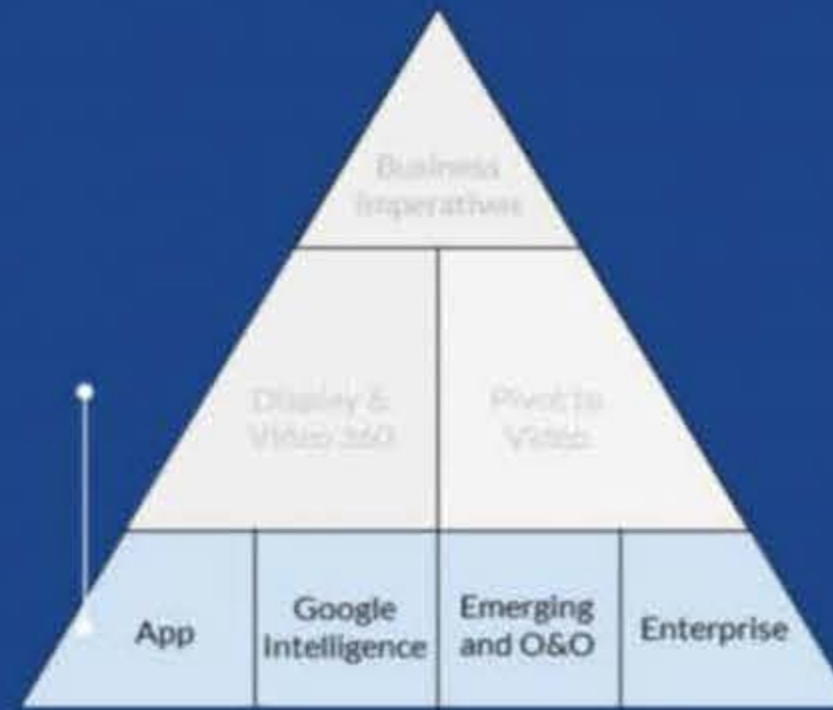 Business
Imperatives
Display &
Video 360
Pivot to
Video
App
Google
Intelligence
Emerging
and O&O
Enterprise